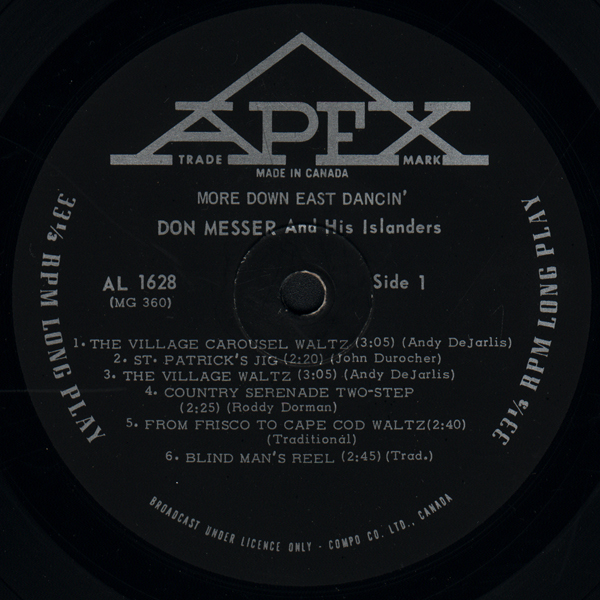 APEX
TRADE MARK
MADE IN CANADA
MORE DOWN EAST DANCIN'
DON MESSER And His Islanders
AL 1628
(MG 360)
Side 1
33⅓ RPM LONG PLAY
33⅓ RPM LONG PLAY
1. THE VILLAGE CAROUSEL WALTZ (3:05) (Andy DeJarlis)
2. ST. PATRICK'S JIG (2:20) (John Durocher)
3. THE VILLAGE WALTZ (3:05) (Andy DeJarlis)
4. COUNTRY SERENADE TWO-STEP
(2:25) (Roddy Dorman)
5. FROM FRISCO TO CAPE COD WALTZ(2:40)
(Traditional)
6. BLIND MAN'S REEL (2:45) (Trad.)
BROADCAST UNDER LICENCE ONLY - COMPO CO. LTD., CANADA